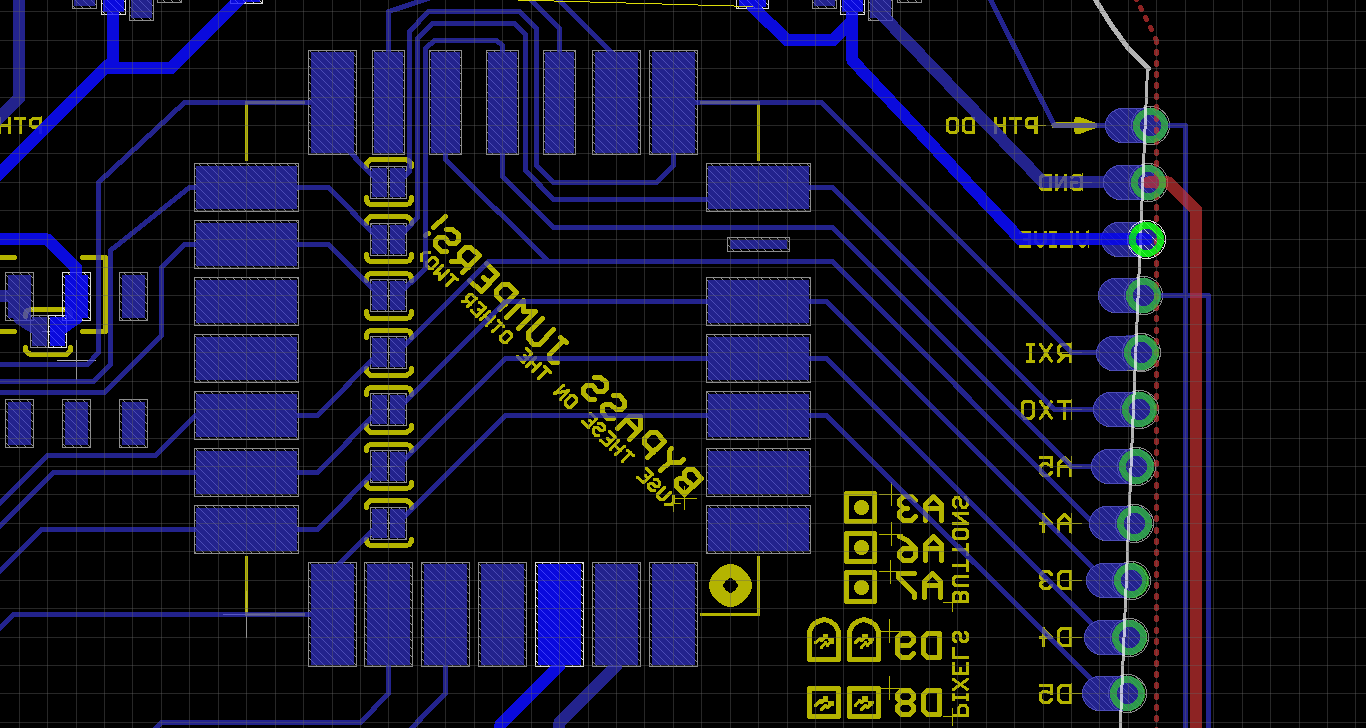 PTH
PTH D0
GND
BYPASS JUMPERS!
(USE THESE ON THE OTHER TWO)
RXI
TXO
A5
A4
D3
D4
D5
A3
A6
A7
BUTTONS
D9
D8
PIXELS